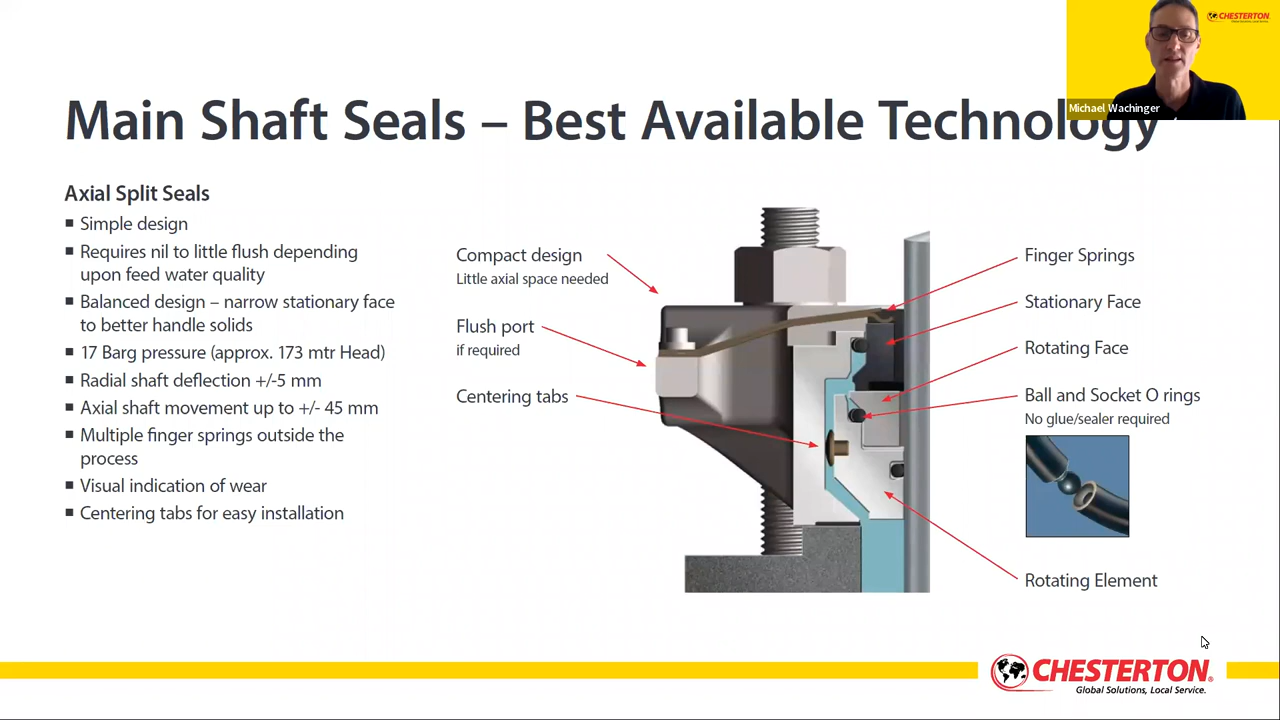 CHESTERTON
Michael Wachinger
Main Shaft Seals – Best Available Technology
Axial Split Seals
■ Simple design
■ Requires nil to little flush depending
upon feed water quality
■ Balanced design – narrow stationary face
to better handle solids
■ 17 Barg pressure (approx. 173 mtr Head)
■ Radial shaft deflection +/-5 mm
■ Axial shaft movement up to +/- 45 mm
■ Multiple finger springs outside the
process
■ Visual indication of wear
■ Centering tabs for easy installation
Compact design
Little axial space needed
Flush port
if required
Centering tabs
Finger Springs
Stationary Face
Rotating Face
Ball and Socket O rings
No glue/sealer required
Rotating Element
CHESTERTON®
Global Solutions, Local Service.